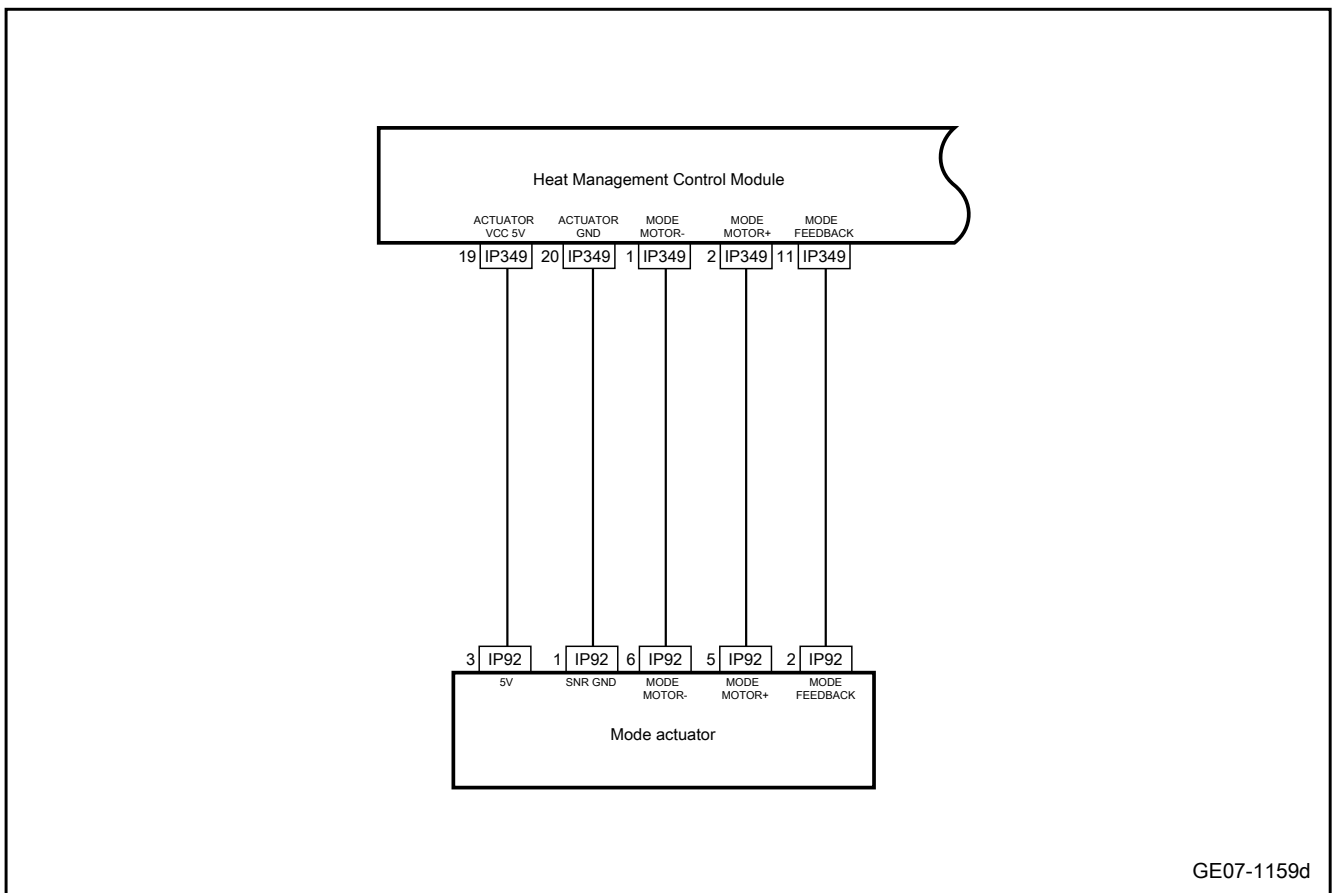 Heat Management Control Module
ACTUATOR VCC 5V
ACTUATOR GND
MODE MOTOR-
MODE MOTOR+
MODE FEEDBACK
19 IP349 20 IP349 1 IP349 2 IP349 11 IP349
3 IP92 1 IP92 6 IP92 5 IP92 2 IP92
5V
SNR GND
MODE MOTOR-
MODE MOTOR+
MODE FEEDBACK
Mode actuator
GE07-1159d